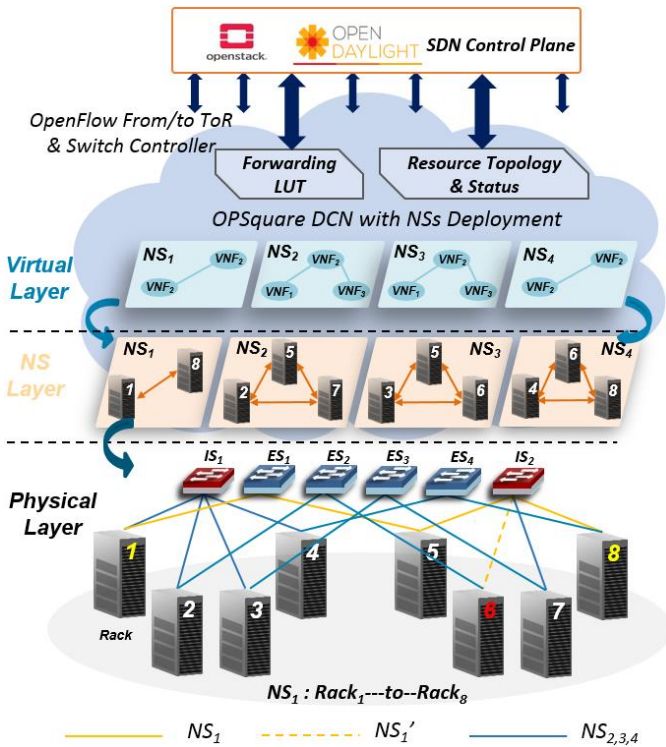 openstack.
OPEN
DAYLIGHT
SDN Control Plane
OpenFlow From/to ToR
& Switch Controller
Forwarding
LUT
Resource Topology
& Status
OPSquare DCN with NSs Deployment
Virtual
Layer
NS1
VNF2
VNF2
NS2
VNF2
VNF1
VNF3
NS3
VNF2
VNF1
VNF3
NS4
VNF2
VNF2
NS
Layer
NS1
1
8
NS2
5
2
7
NS3
5
3
6
NS4
6
4
8
Physical
Layer
IS1
ES1
ES2
ES3
ES4
IS2
1
2
3
4
5
6
7
8
Rack
NS1 : Rack1---to--Rack8
NS1
NS1’
NS2,3,4